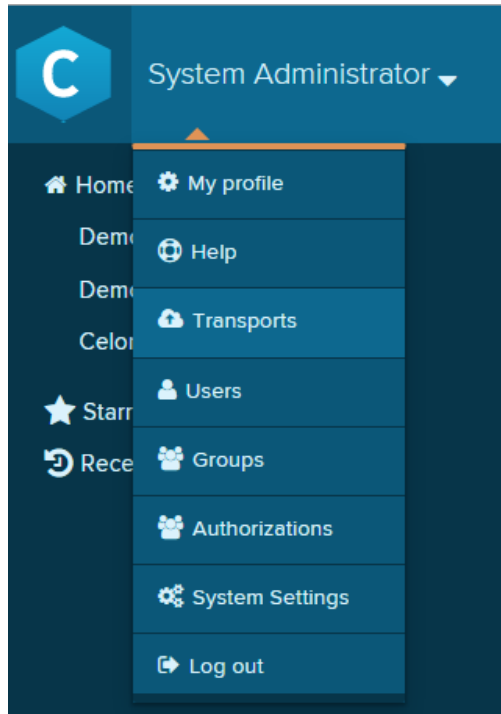 C
System Administrator
Home
My profile
Help
Transports
Users
Groups
Authorizations
System Settings
Log out